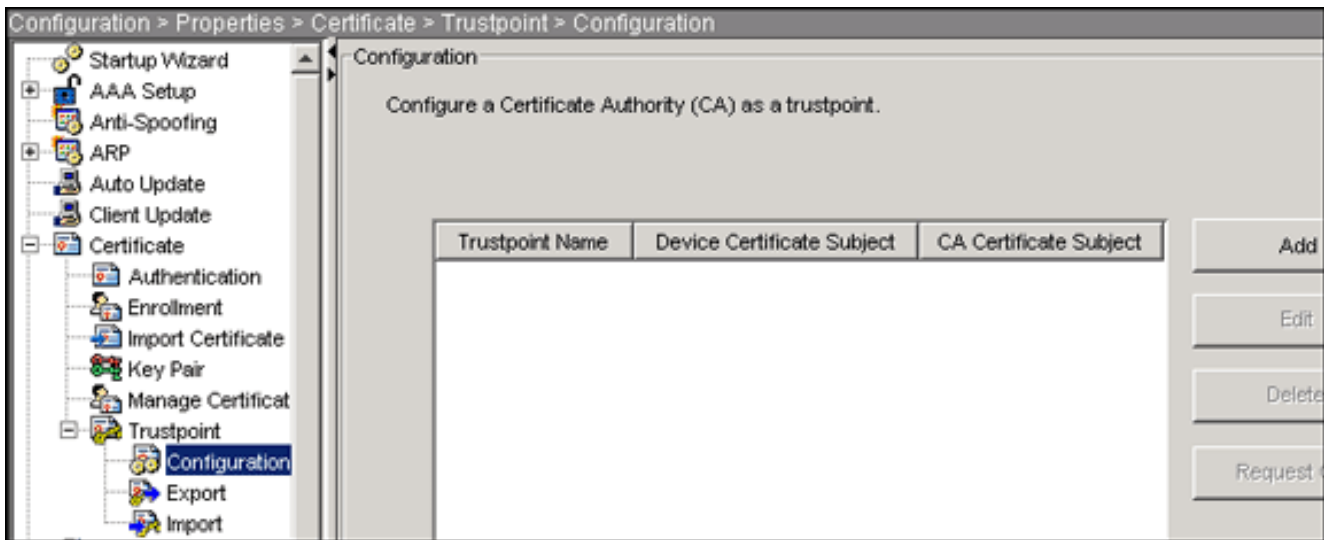 Configuration > Properties > Certificate > Trustpoint > Configuration
Startup Wizard
AAA Setup
Anti-Spoofing
ARP
Auto Update
Client Update
Certificate
Authentication
Enrollment
Import Certificate
Key Pair
Manage Certificat
Trustpoint
Configuration
Export
Import
Configuration
Configure a Certificate Authority (CA) as a trustpoint.
Trustpoint Name
Device Certificate Subject
CA Certificate Subject
Add
Edit
Delete
Request